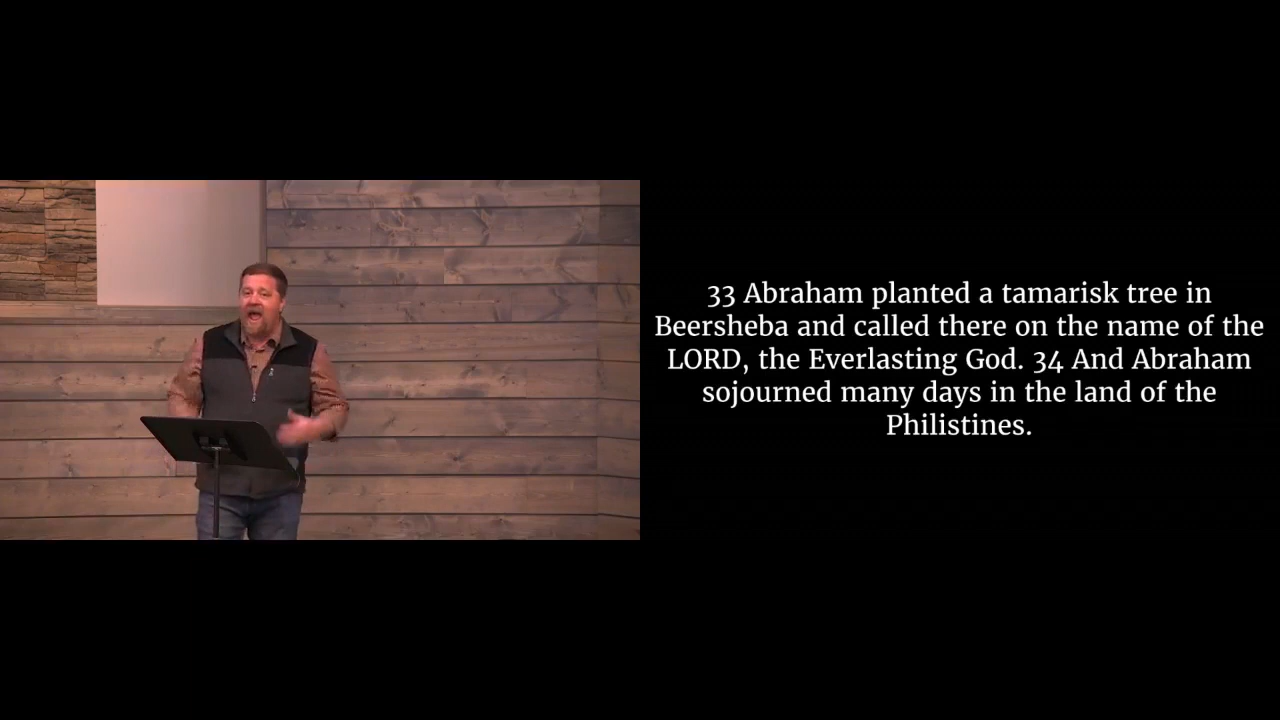 33 Abraham planted a tamarisk tree in
Beersheba and called there on the name of the
LORD, the Everlasting God. 34 And Abraham
sojourned many days in the land of the
Philistines.